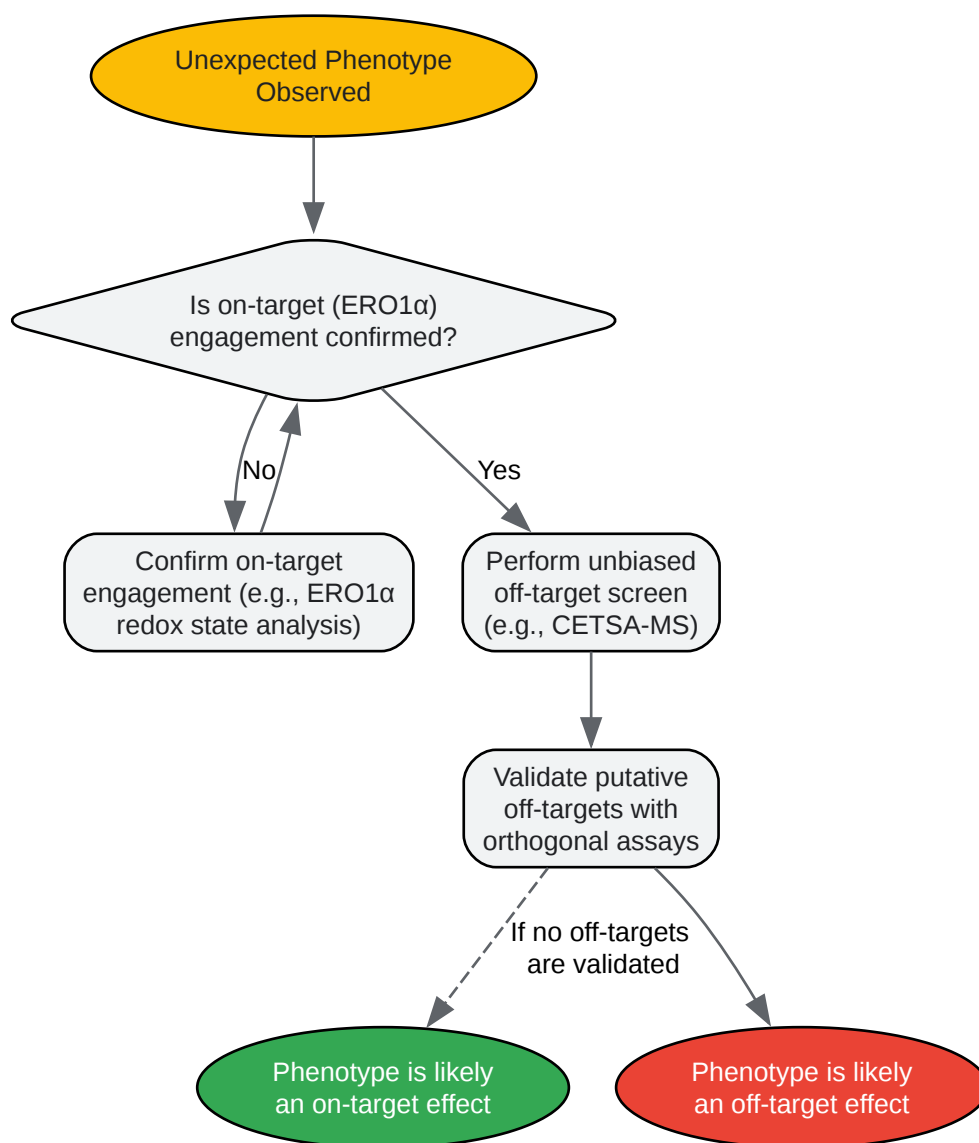 Unexpected Phenotype
Observed
Is on-target (ERO1α)
engagement confirmed?
No
Yes
Confirm on-target
engagement (e.g., ERO1α
redox state analysis)
Perform unbiased
off-target screen
(e.g., CETSA-MS)
Validate putative
off-targets with
orthogonal assays
If no off-targets
are validated
Phenotype is likely
an on-target effect
Phenotype is likely
an off-target effect